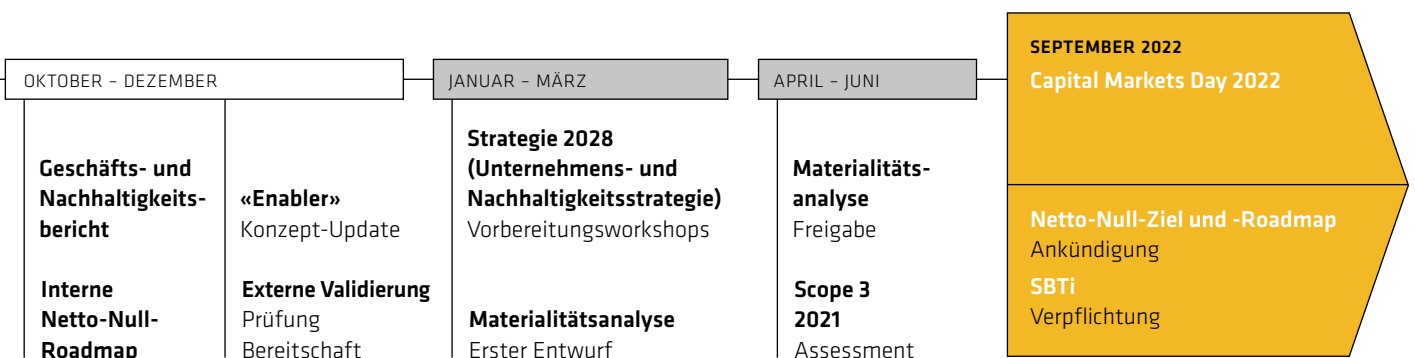 OKTOBER – DEZEMBER
Geschäfts- und
Nachhaltigkeits-
bericht
Interne
Netto-Null-
Roadmap
«Enabler»
Konzept-Update
Externe Validierung
Prüfung
Bereitschaft
JANUAR – MÄRZ
Strategie 2028
(Unternehmens- und
Nachhaltigkeitsstrategie)
Vorbereitungsworkshops
Materialitätsanalyse
Erster Entwurf
APRIL – JUNI
Materialitäts-
analyse
Freigabe
Scope 3
2021
Assessment
SEPTEMBER 2022
Capital Markets Day 2022
Netto-Null-Ziel und -Roadmap
Ankündigung
SBTi
Verpflichtung